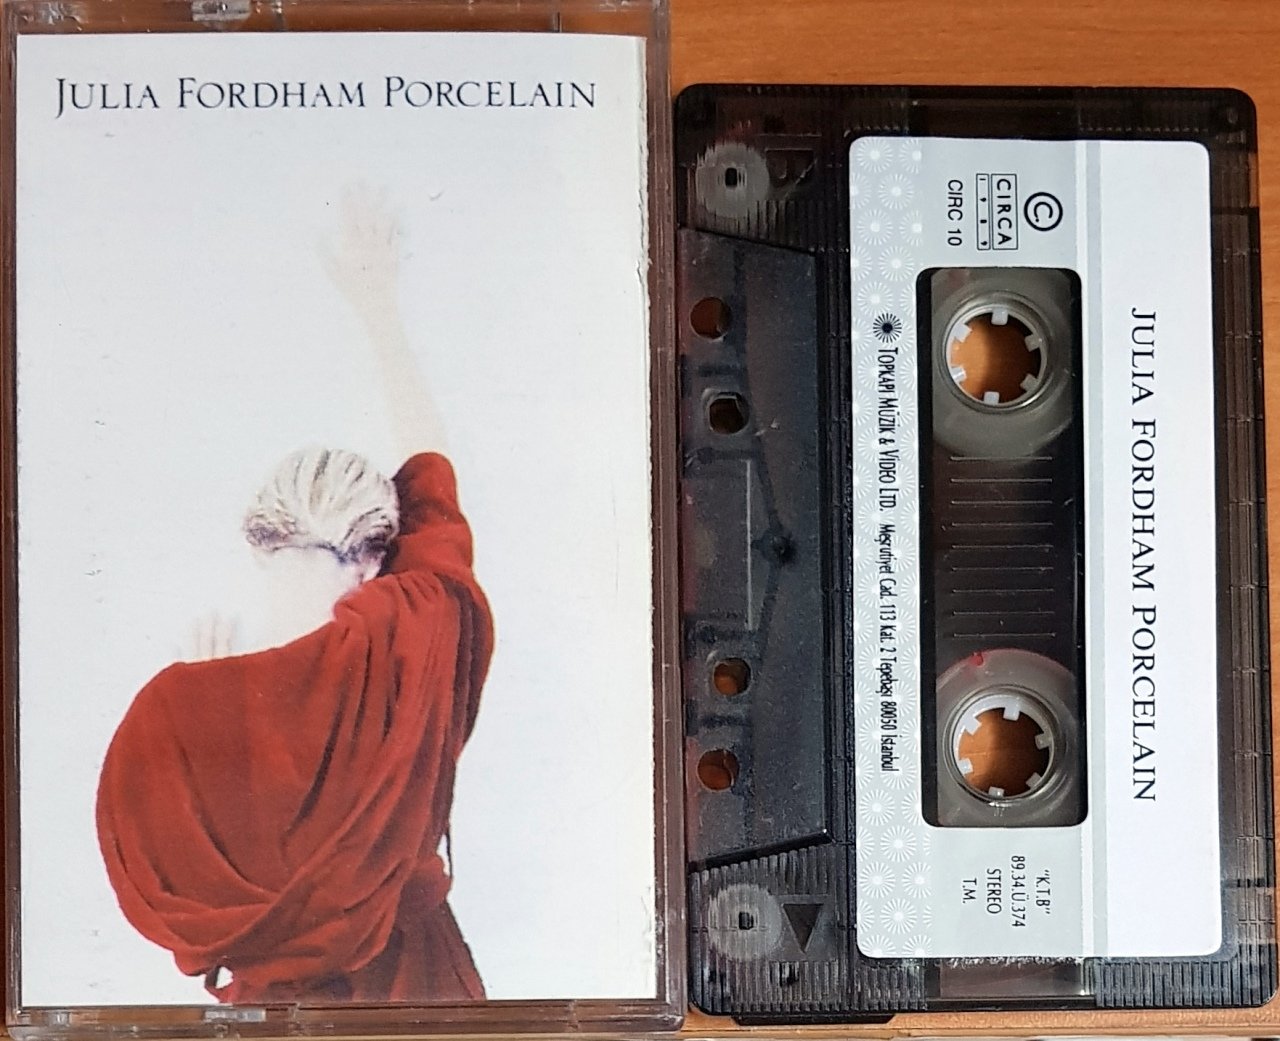 JULIA FORDHAM PORCELAIN
B
©
CIRCA
1989
CIRC 10
JULIA FORDHAM PORCELAIN
TOPKAPI MÜZİK & VİDEO LTD. Meşrutiyet Cad. 113 Kat. 2 Tepebaşı 80050 İstanbul
"K.T.B"
89.34.Ü.374
STEREO
T.M.